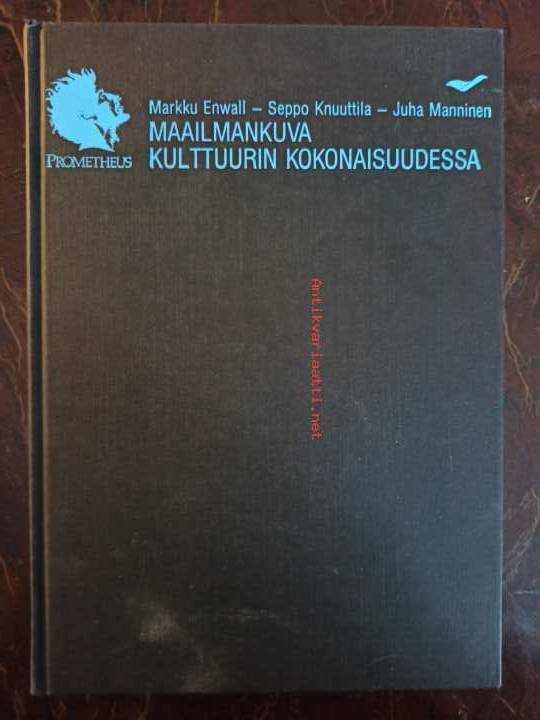 Markku Enwall – Seppo Knuuttila – Juha Manninen
MAAILMANKUVA
KULTTUURIN KOKONAISUUDESSA
PROMETHEUS
Antikvariaatti.net